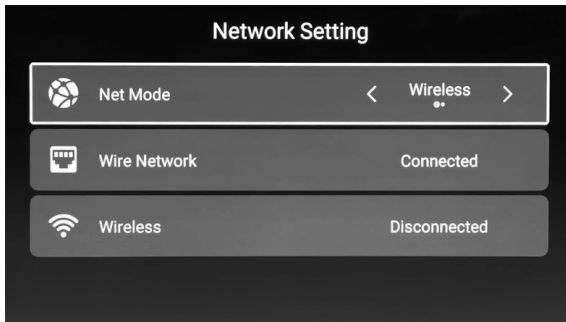 Network Setting
Net Mode
Wireless
Wire Network
Connected
Wireless
Disconnected